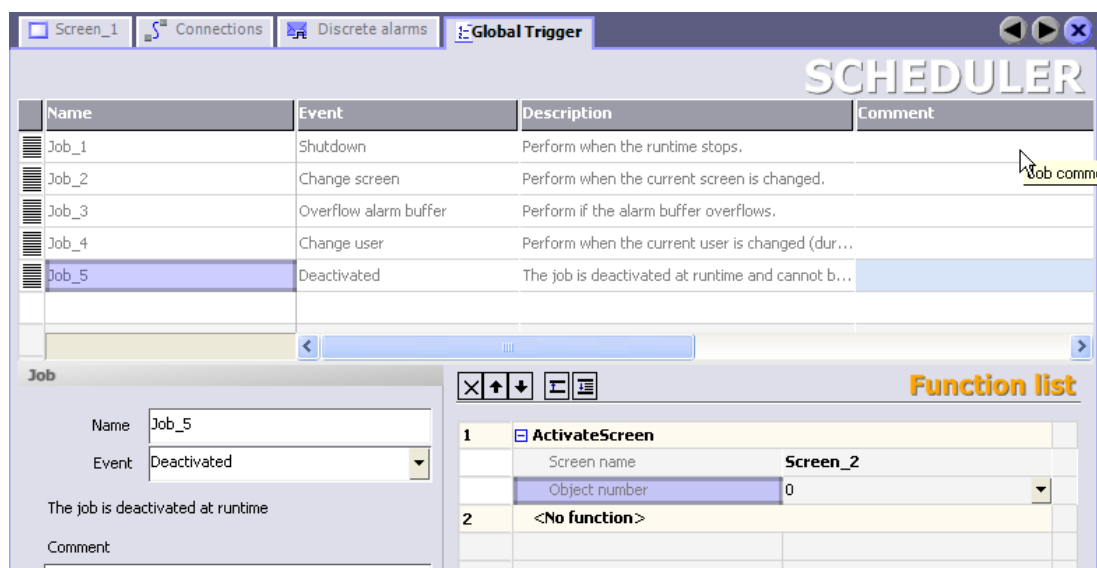 Screen_1 Connections Discrete alarms Global Trigger
SCHEDULER
Name Event Description Comment
Job_1 Shutdown Perform when the runtime stops.
Job_2 Change screen Perform when the current screen is changed.
Job comm
Job_3 Overflow alarm buffer Perform if the alarm buffer overflows.
Job_4 Change user Perform when the current user is changed (dur...
Job_5 Deactivated The job is deactivated at runtime and cannot b...
Job
Function list
Name Job_5
Event Deactivated
The job is deactivated at runtime
Comment
1 ActivateScreen
Screen name Screen_2
Object number 0
2 <No function>